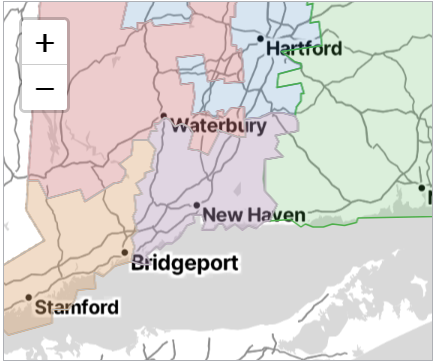 +
Hartford
−
Waterbury
New Haven
Bridgeport
Stamford